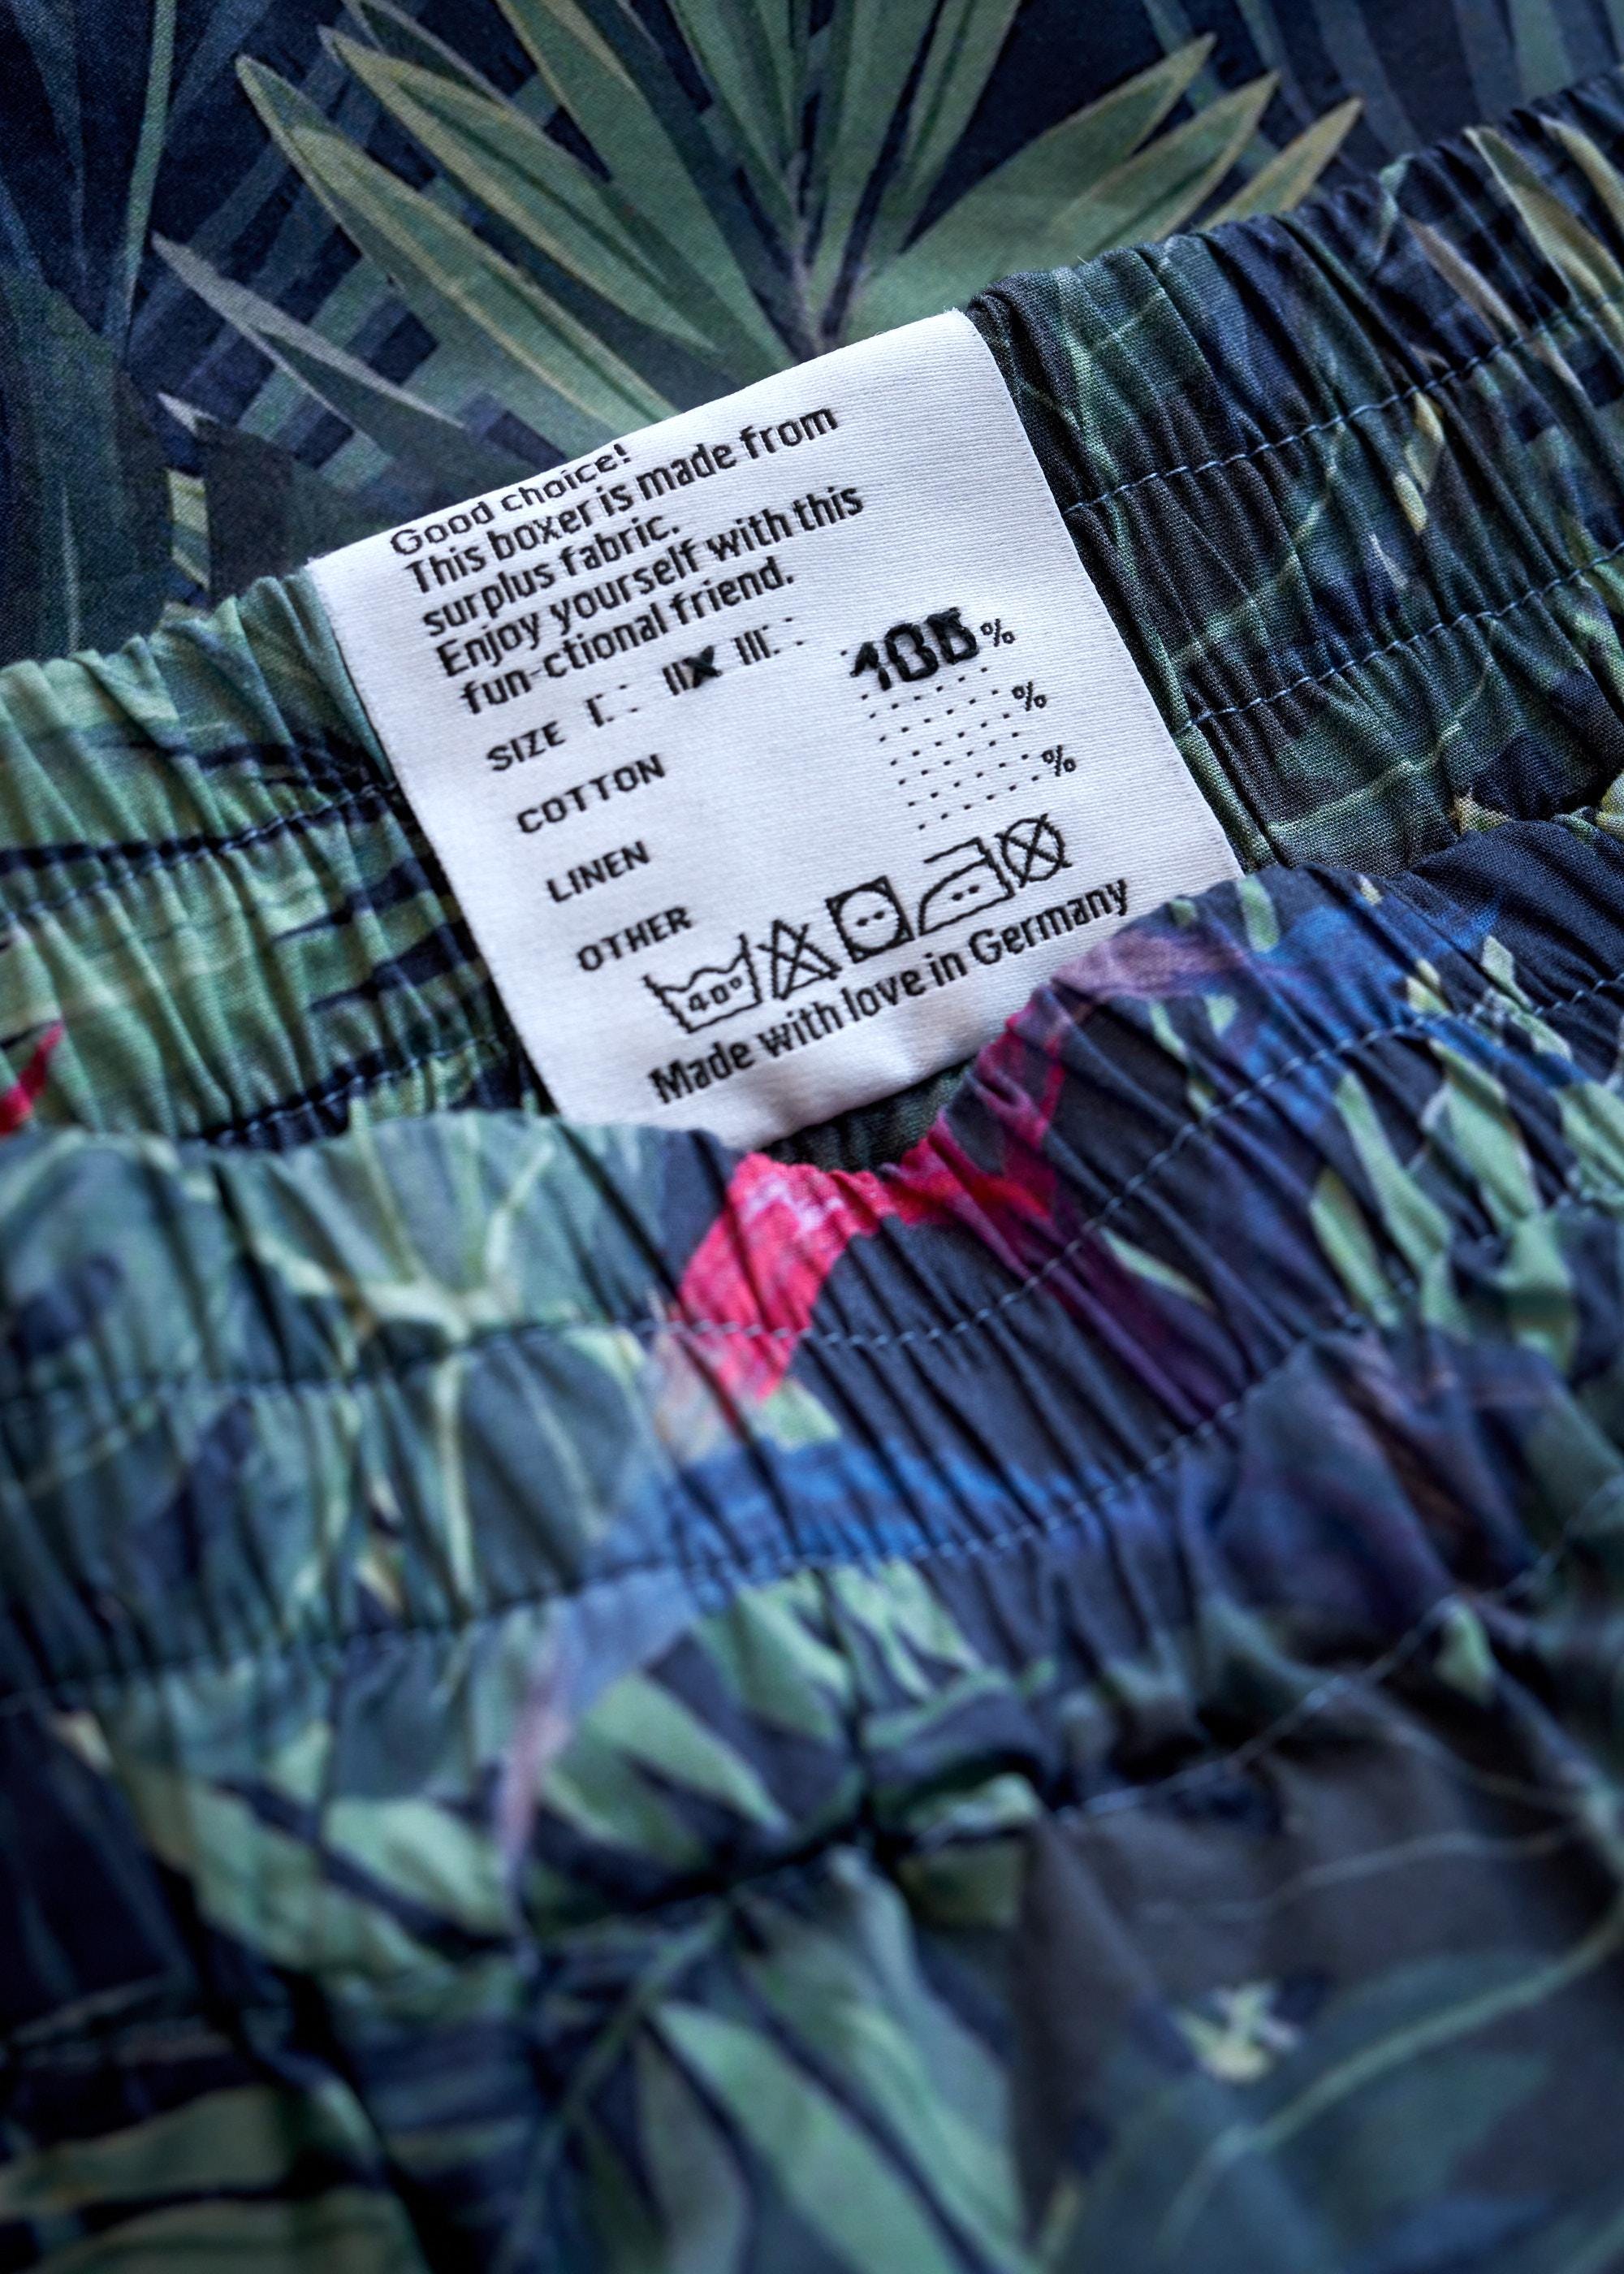 Good choice!
This boxer is made from
surplus fabric.
Enjoy yourself with this
fun-ctional friend.
SIZE I II X III
COTTON 100 %
LINEN %
OTHER %
40°
Made with love in Germany